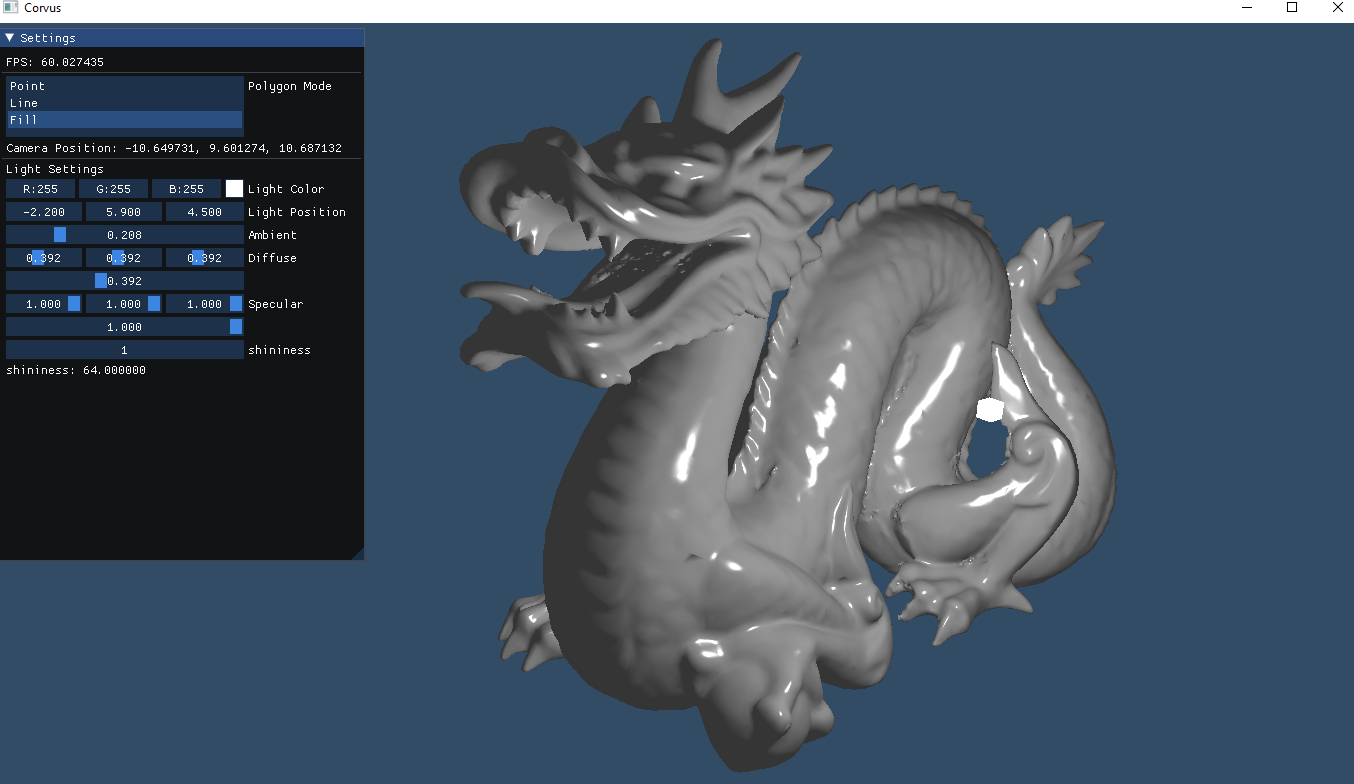 Corvus
Settings
FPS: 60.027435
Point
Polygon Mode
Line
Fill
Camera Position: -10.649731, 9.601274, 10.687132
Light Settings
R:255 G:255 B:255 Light Color
-2.200 5.900 4.500 Light Position
0.208 Ambient
0.392 0.392 0.392 Diffuse
0.392
1.000 1.000 1.000 Specular
1.000
1 shininess
shininess: 64.000000